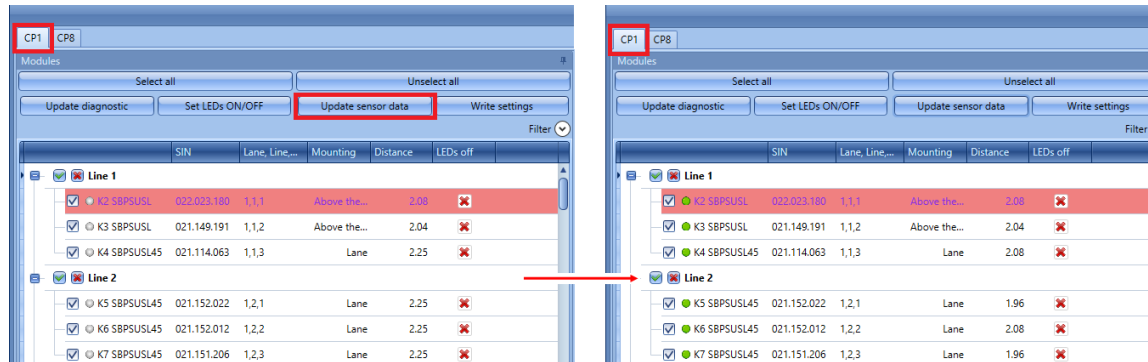 CP1 CP8
Modules
Select all Unselect all
Update diagnostic Set LEDs ON/OFF Update sensor data Write settings
Filter
SIN Lane, Line,... Mounting Distance LEDs off
Line 1
K2 SBPSUSL 022.023.180 1,1,1 Above the... 2.08
K3 SBPSUSL 021.149.191 1,1,2 Above the... 2.04
K4 SBPSUSL45 021.114.063 1,1,3 Lane 2.25
Line 2
K5 SBPSUSL45 021.152.022 1,2,1 Lane 2.25
K6 SBPSUSL45 021.152.012 1,2,2 Lane 2.25
K7 SBPSUSL45 021.151.206 1,2,3 Lane 2.25
CP1 CP8
Modules
Select all Unselect all
Update diagnostic Set LEDs ON/OFF Update sensor data Write settings
Filter
SIN Lane, Line,... Mounting Distance LEDs off
Line 1
K2 SBPSUSL 022.023.180 1,1,1 Above the... 2.08
K3 SBPSUSL 021.149.191 1,1,2 Above the... 2.04
K4 SBPSUSL45 021.114.063 1,1,3 Lane 2.08
Line 2
K5 SBPSUSL45 021.152.022 1,2,1 Lane 1.96
K6 SBPSUSL45 021.152.012 1,2,2 Lane 2.08
K7 SBPSUSL45 021.151.206 1,2,3 Lane 1.96